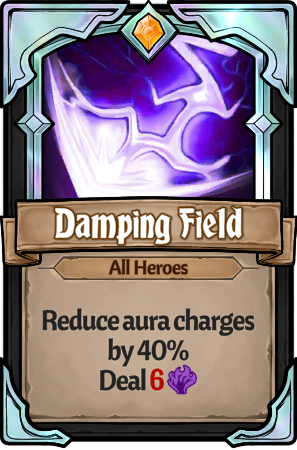 Damping Field
All Heroes
Reduce aura charges
by 40%
Deal 6